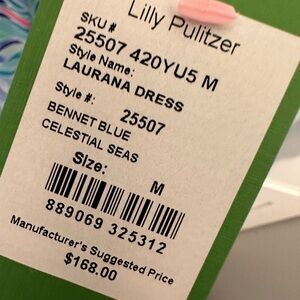 Lilly Pulitzer
SKU #
25507 420YU5 M
Style Name:
LAURANA DRESS
Style #: 25507
BENNET BLUE
CELESTIAL SEAS
Size: M
889069 325312
Manufacturer's Suggested Price
$168.00